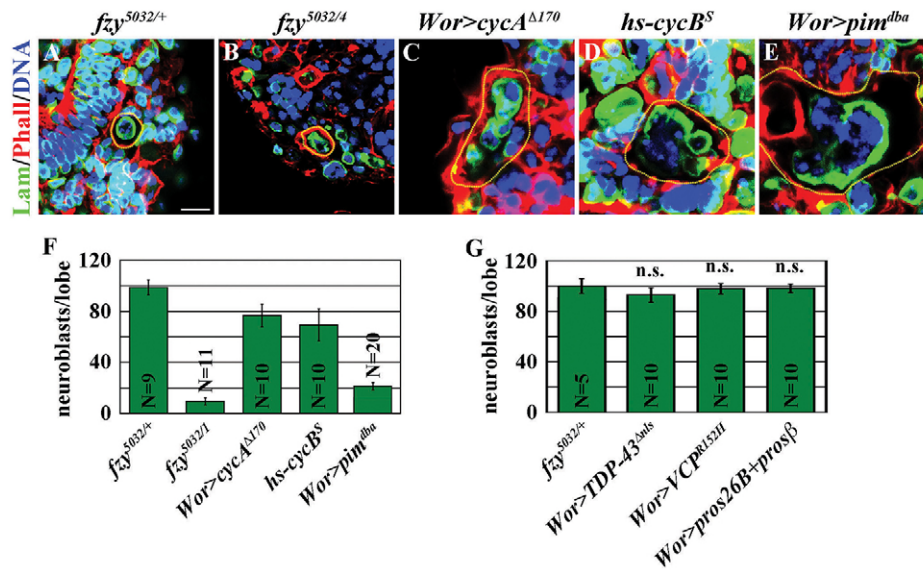 fzy5032/+ fzy5032/4 Wor>cycAΔ170 hs-cycBS Wor>pimdba
Lam/Phall/DNA
A B C D E
F
neuroblasts/lobe
120
80
40
0
N=9 N=11 N=10 N=10 N=20
fzy5032/+ fzy5032/1 Wor>cycAΔ170 hs-cycBS Wor>pimdba
G
neuroblasts/lobe
120
80
40
0
n.s. n.s. n.s.
N=5 N=10 N=10 N=10
fzy5032/+ Wor>TDP-43Δnls Wor>VCPR152H Wor>pros26B+prosβ